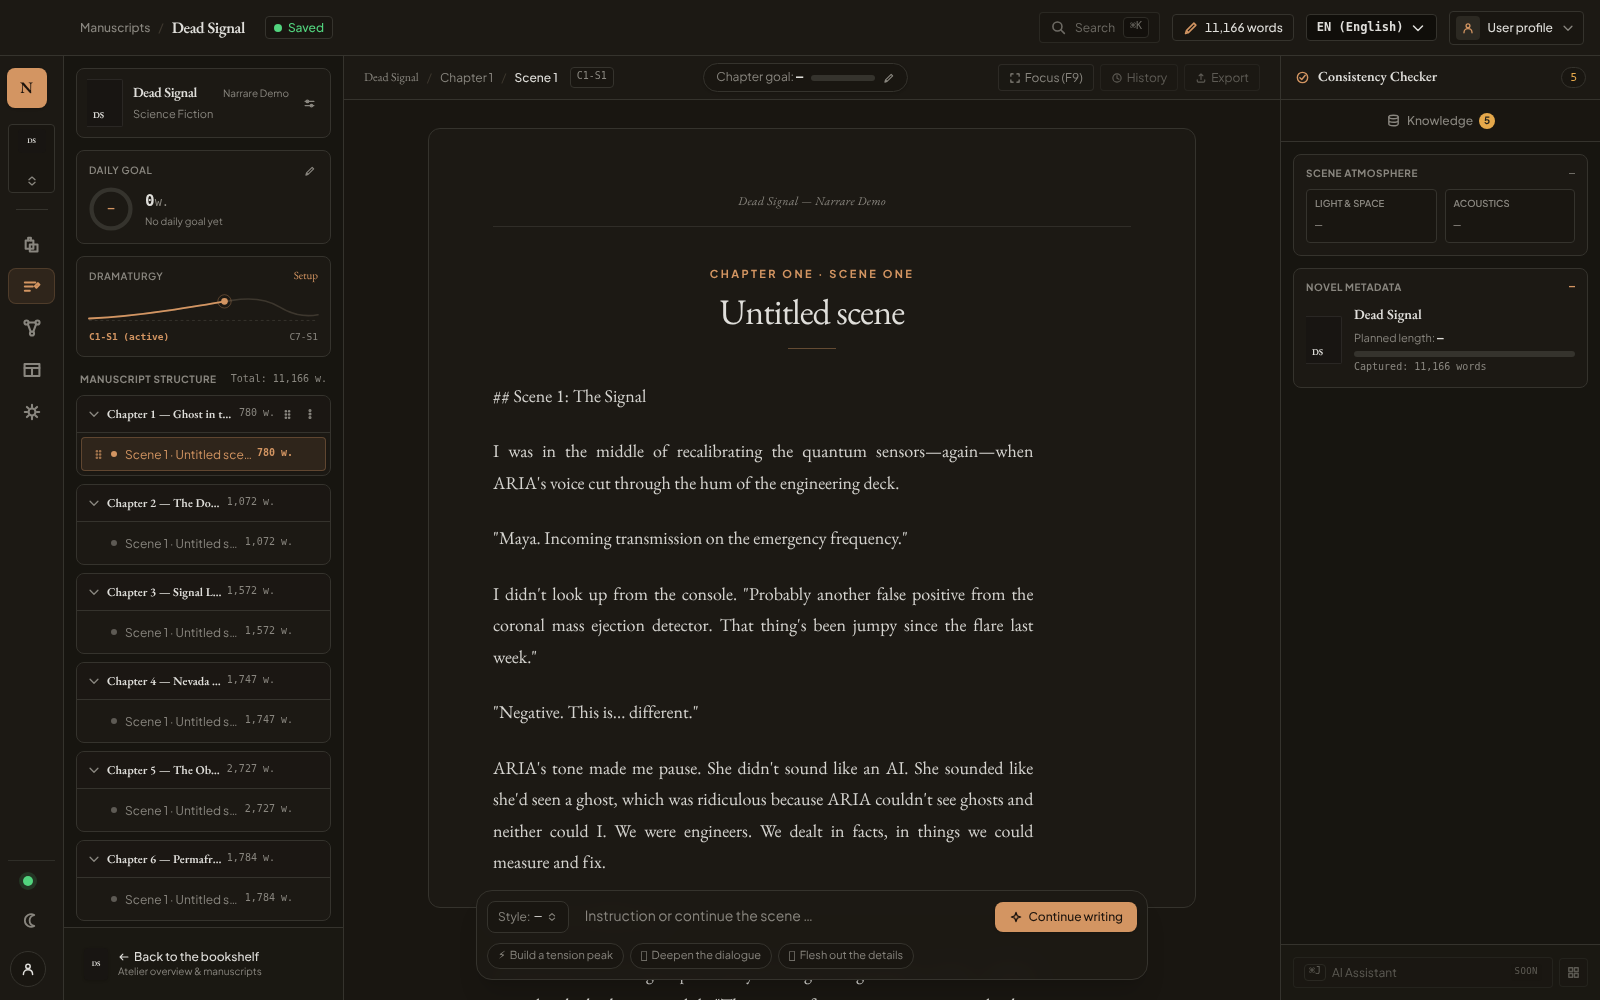 Manuscripts / Dead Signal Saved
Search ⌘K
11,166 words
EN (English)
User profile
N
DS
Dead Signal Narrare Demo
Science Fiction
DS
DAILY GOAL
–
0w.
No daily goal yet
DRAMATURGY Setup
C1-S1 (active) C7-S1
MANUSCRIPT STRUCTURE Total: 11,166 w.
Chapter 1 — Ghost in t... 780 w.
Scene 1 · Untitled sce... 780 w.
Chapter 2 — The Do... 1,072 w.
Scene 1 · Untitled s... 1,072 w.
Chapter 3 — Signal L... 1,572 w.
Scene 1 · Untitled s... 1,572 w.
Chapter 4 — Nevada ... 1,747 w.
Scene 1 · Untitled s... 1,747 w.
Chapter 5 — The Ob... 2,727 w.
Scene 1 · Untitled s... 2,727 w.
Chapter 6 — Permafr... 1,784 w.
Scene 1 · Untitled s... 1,784 w.
DS
← Back to the bookshelf
Atelier overview & manuscripts
Dead Signal / Chapter 1 / Scene 1 C1-S1
Chapter goal: –
Focus (F9)
History
Export
Dead Signal — Narrare Demo
CHAPTER ONE · SCENE ONE
Untitled scene
## Scene 1: The Signal
I was in the middle of recalibrating the quantum sensors—again—when
ARIA's voice cut through the hum of the engineering deck.
"Maya. Incoming transmission on the emergency frequency."
I didn't look up from the console. "Probably another false positive from the
coronal mass ejection detector. That thing's been jumpy since the flare last
week."
"Negative. This is... different."
ARIA's tone made me pause. She didn't sound like an AI. She sounded like
she'd seen a ghost, which was ridiculous because ARIA couldn't see ghosts and
neither could I. We were engineers. We dealt in facts, in things we could
measure and fix.
Style: –
Instruction or continue the scene ...
Continue writing
⚡ Build a tension peak
Deepen the dialogue
Flesh out the details
Consistency Checker 5
Knowledge 5
SCENE ATMOSPHERE –
LIGHT & SPACE
–
ACOUSTICS
–
NOVEL METADATA –
DS
Dead Signal
Planned length: –
Captured: 11,166 words
⌘J AI Assistant SOON